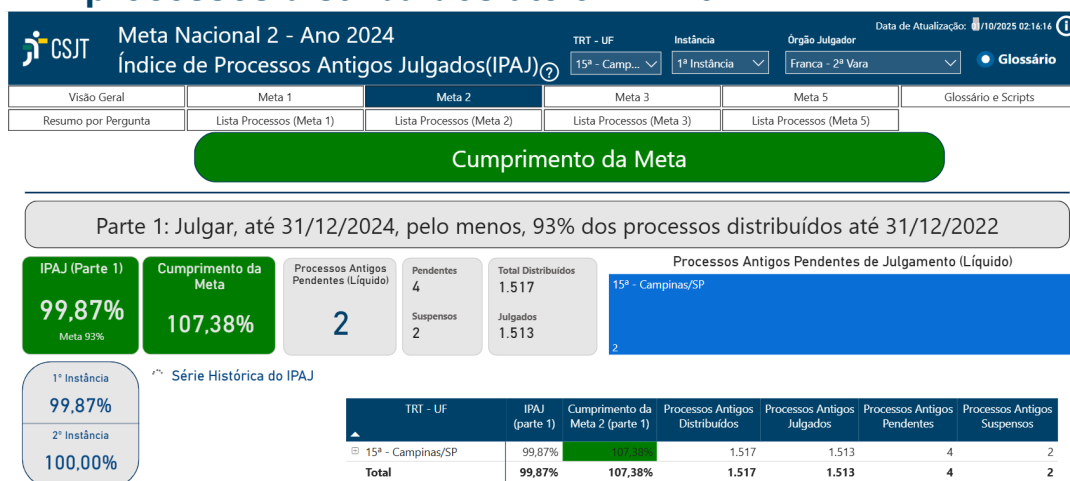 CSJT
Meta Nacional 2 - Ano 2024
Índice de Processos Antigos Julgados(IPAJ)
?
TRT - UF
15ª - Camp...
Instância
1ª Instância
Órgão Julgador
Franca - 2ª Vara
Data de Atualização: /10/2025 02:16:16
i
Glossário
Visão Geral
Meta 1
Meta 2
Meta 3
Meta 5
Glossário e Scripts
Resumo por Pergunta
Lista Processos (Meta 1)
Lista Processos (Meta 2)
Lista Processos (Meta 3)
Lista Processos (Meta 5)
Cumprimento da Meta
Parte 1: Julgar, até 31/12/2024, pelo menos, 93% dos processos distribuídos até 31/12/2022
IPAJ (Parte 1)
99,87%
Meta 93%
Cumprimento da
Meta
107,38%
Processos Antigos
Pendentes (Líquido)
2
Pendentes
4
Suspensos
2
Total Distribuídos
1.517
Julgados
1.513
Processos Antigos Pendentes de Julgamento (Líquido)
15ª - Campinas/SP
2
1º Instância
99,87%
2º Instância
100,00%
Série Histórica do IPAJ
TRT - UF
IPAJ
(parte 1)
Cumprimento da
Meta 2 (parte 1)
Processos Antigos
Distribuídos
Processos Antigos
Julgados
Processos Antigos
Pendentes
Processos Antigos
Suspensos
15ª - Campinas/SP 99,87% 107,38% 1.517 1.513 4 2
Total 99,87% 107,38% 1.517 1.513 4 2